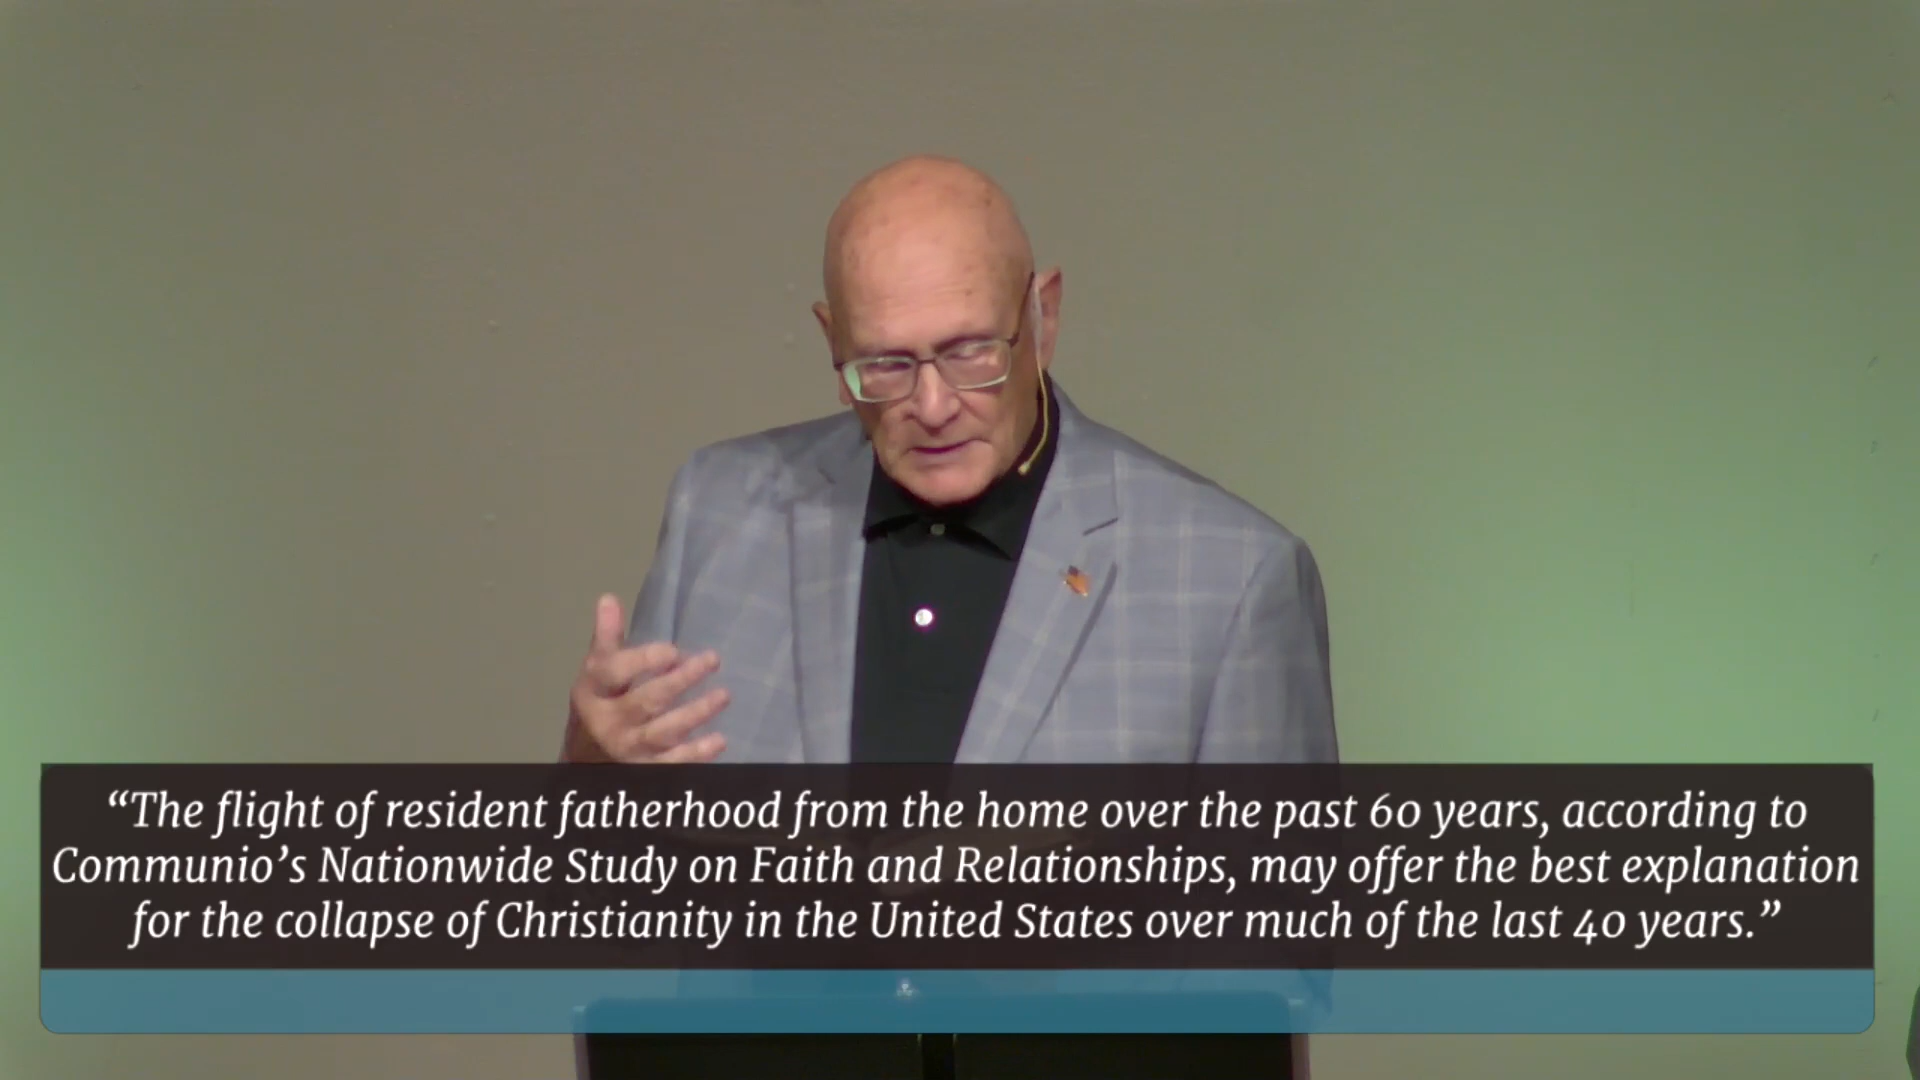 “The flight of resident fatherhood from the home over the past 60 years, according to
Communio’s Nationwide Study on Faith and Relationships, may offer the best explanation
for the collapse of Christianity in the United States over much of the last 40 years.”